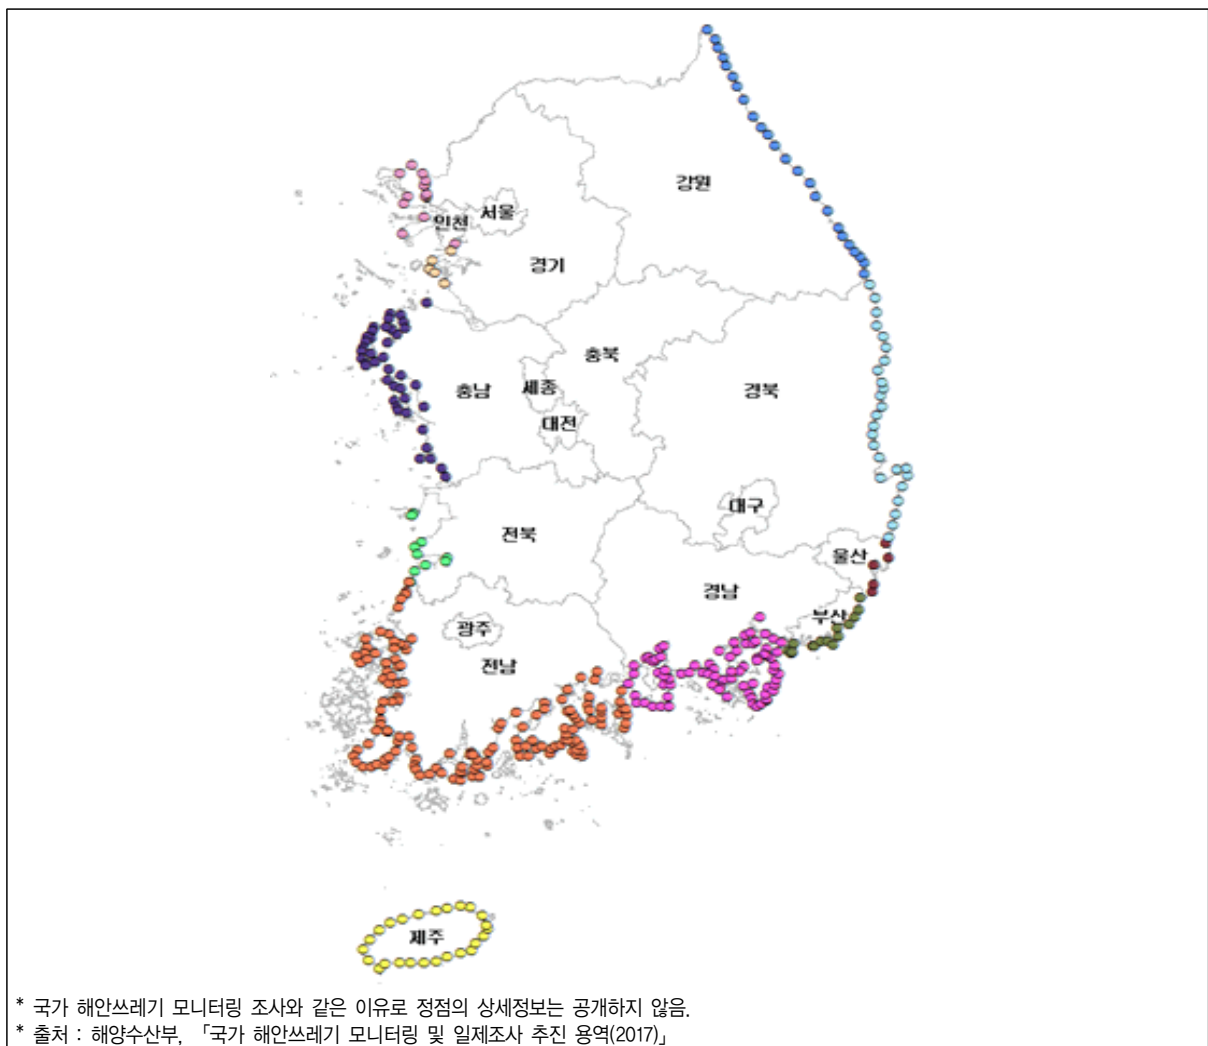 강원
서울
인천
경기
충북
충남
세종
경북
대전
대구
전북
울산
경남
부산
광주
전남
제주
* 국가 해안쓰레기 모니터링 조사와 같은 이유로 정점의 상세정보는 공개하지 않음.
* 출처 : 해양수산부, 「국가 해안쓰레기 모니터링 및 일제조사 추진 용역(2017)」